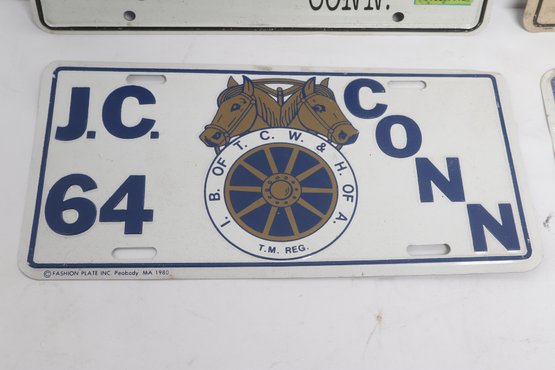 CONN.
J.C.
64
I. B. OF T. C. W. & H. OF A.
T.M. REG.
CONN
© FASHION PLATE INC. Peabody, MA 1980